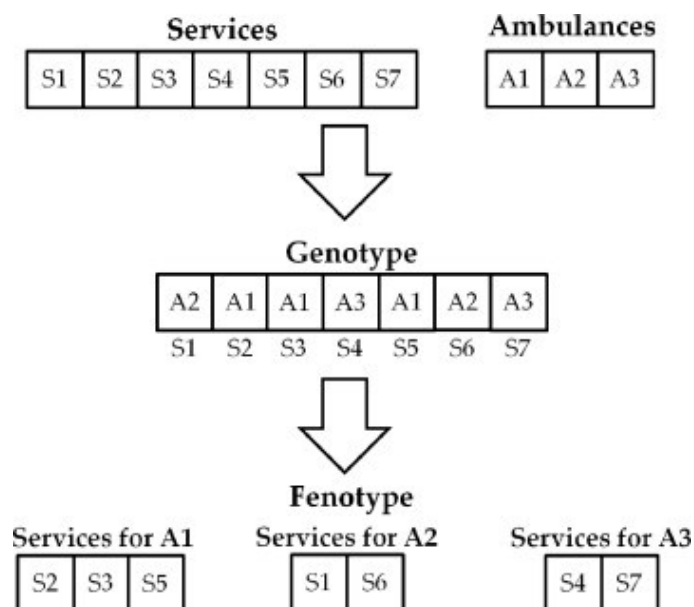 Services Ambulances
S1 S2 S3 S4 S5 S6 S7 A1 A2 A3
Genotype
A2 A1 A1 A3 A1 A2 A3
S1 S2 S3 S4 S5 S6 S7
Fenotype
Services for A1 Services for A2 Services for A3
S2 S3 S5 S1 S6 S4 S7